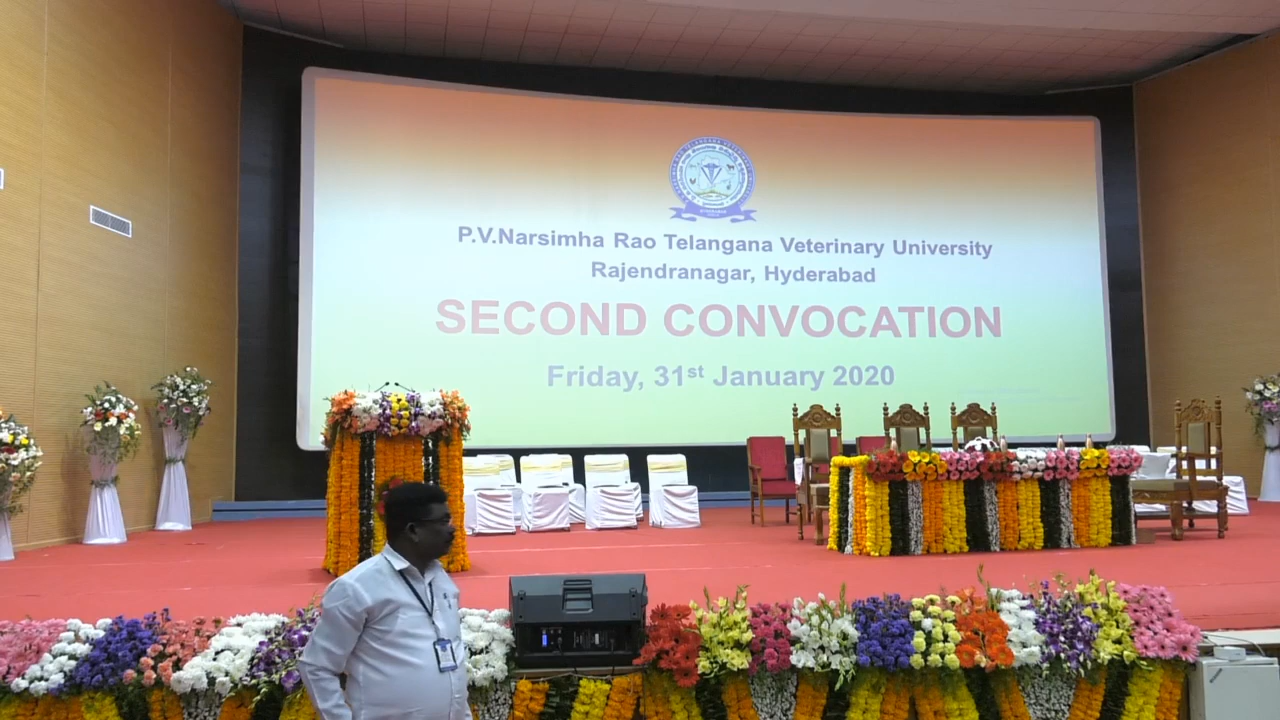 P.V.Narsimha Rao Telangana Veterinary University
Rajendranagar, Hyderabad
SECOND CONVOCATION
Friday, 31st January 2020